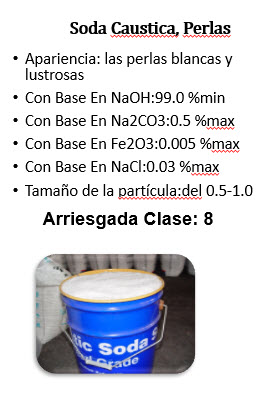 Soda Caustica, Perlas
• Apariencia: las perlas blancas y
lustrosas
• Con Base En NaOH:99.0 %min
• Con Base En Na2CO3:0.5 %max
• Con Base En Fe2O3:0.005 %max
• Con Base En NaCl:0.03 %max
• Tamaño de la partícula:del 0.5-1.0
Arriesgada Clase: 8
ic Soda S
Grade